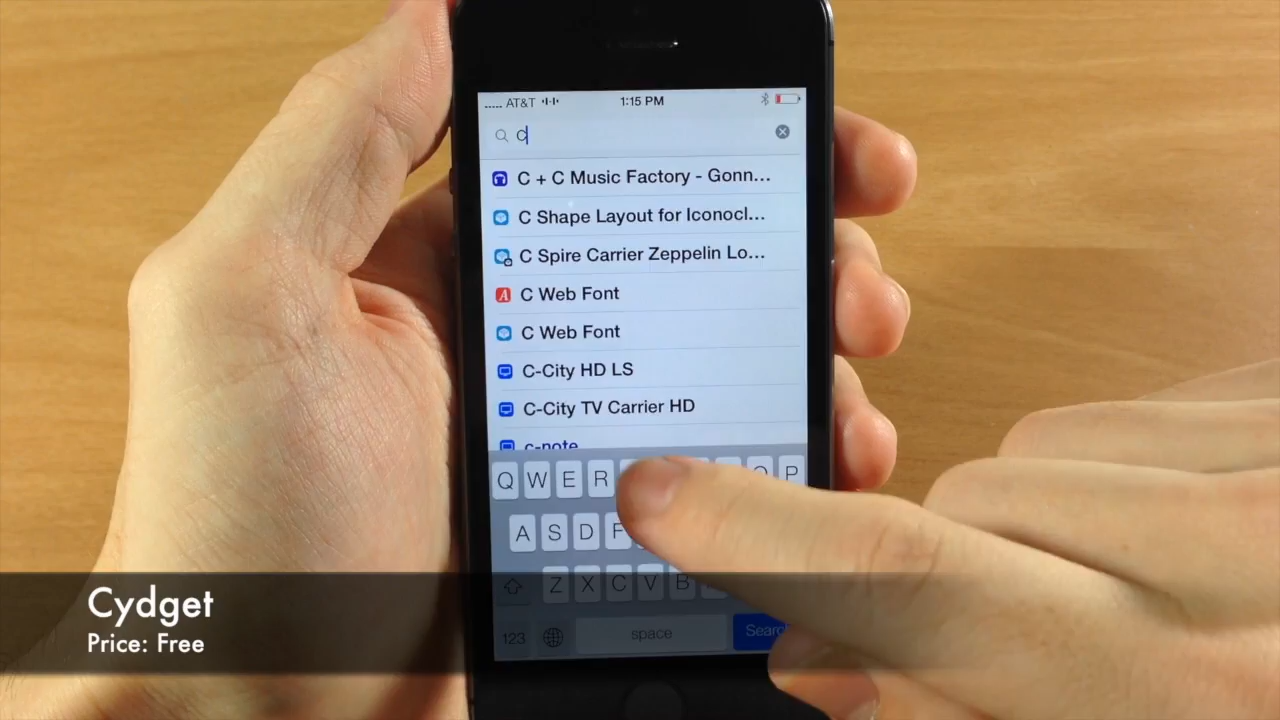 ..... AT&T 1:15 PM
C
C + C Music Factory - Gonn...
C Shape Layout for Iconocl...
C Spire Carrier Zeppelin Lo...
C Web Font
C Web Font
C-City HD LS
C-City TV Carrier HD
c-note
Q W E R O P
A S D F
Z X C V B
123 space Search
Cydget
Price: Free